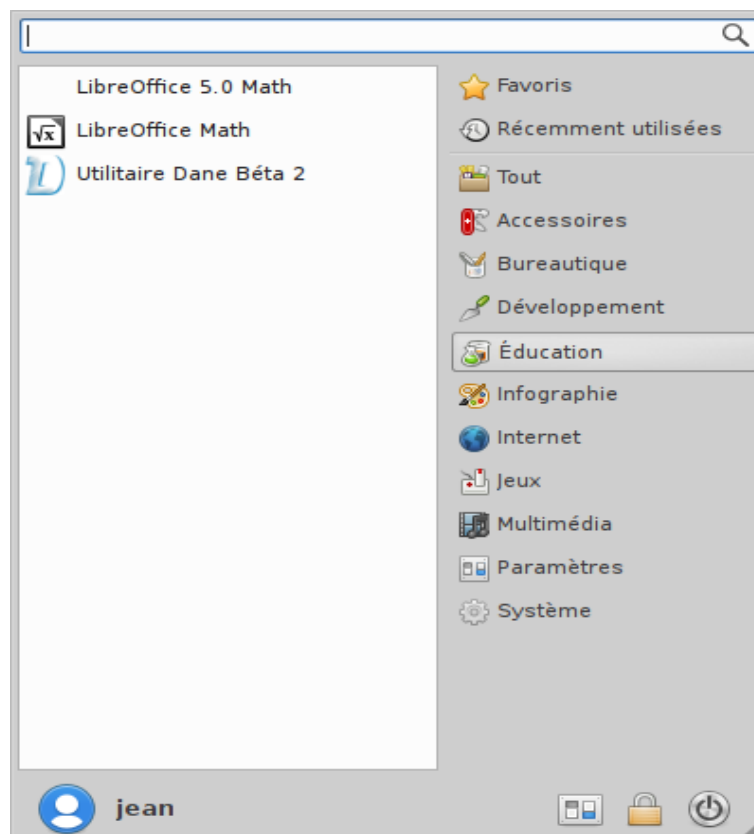 LibreOffice 5.0 Math
LibreOffice Math
Utilitaire Dane Béta 2
Favoris
Récemment utilisées
Tout
Accessoires
Bureautique
Développement
Éducation
Infographie
Internet
Jeux
Multimédia
Paramètres
Système
jean